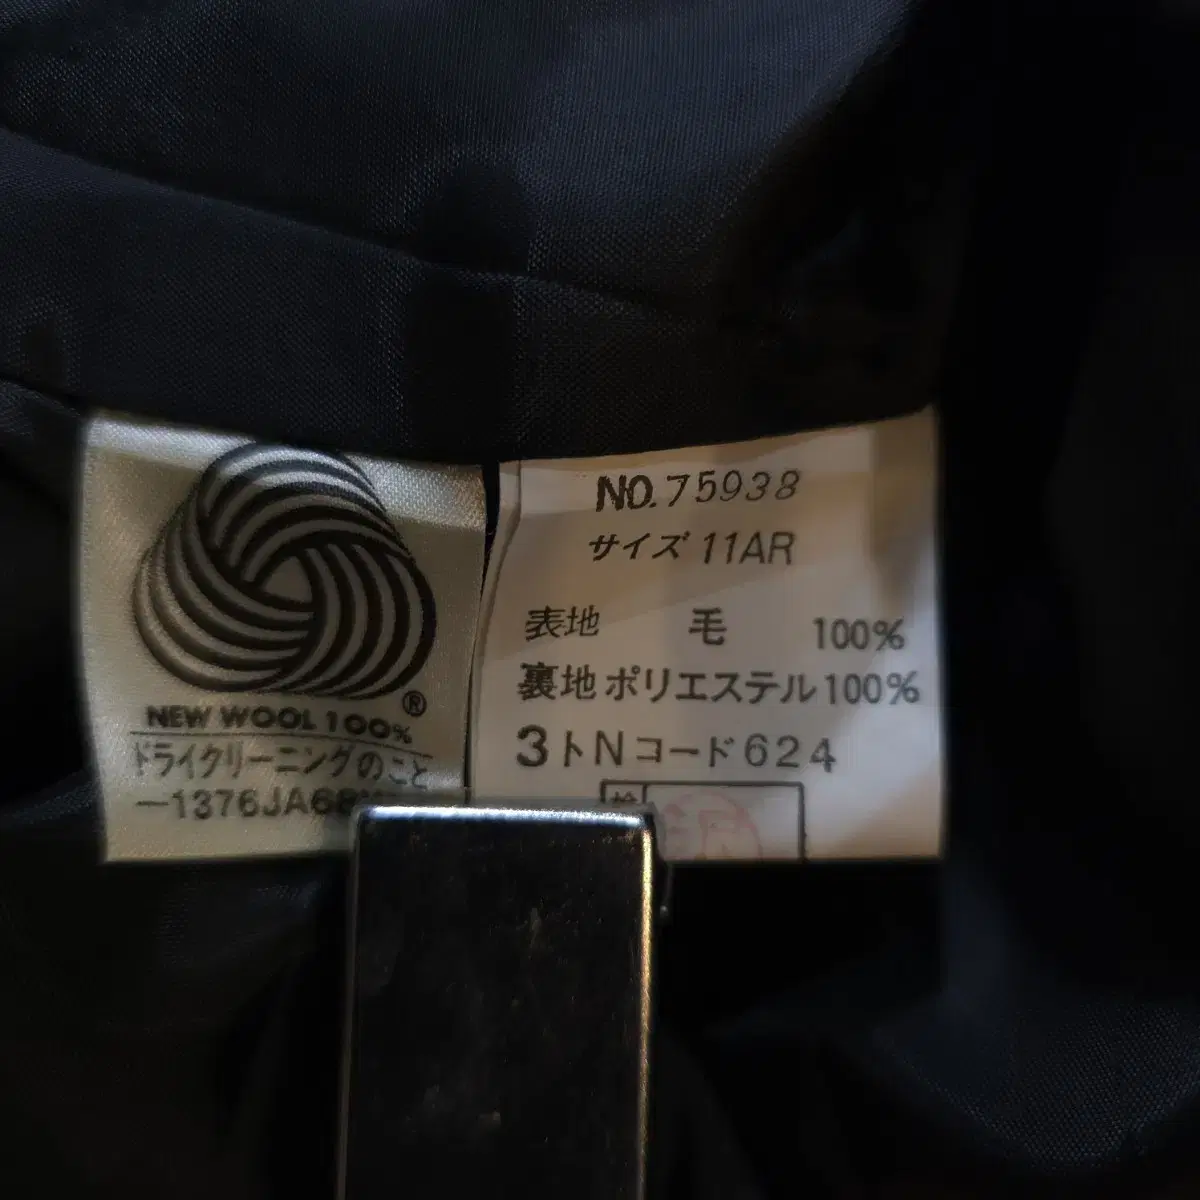 ®
NEW WOOL 100%
ドライクリーニングのこと
NO.75938
サイズ 11AR
表地 毛 100%
裏地 ポリエステル 100%
3トNコード624